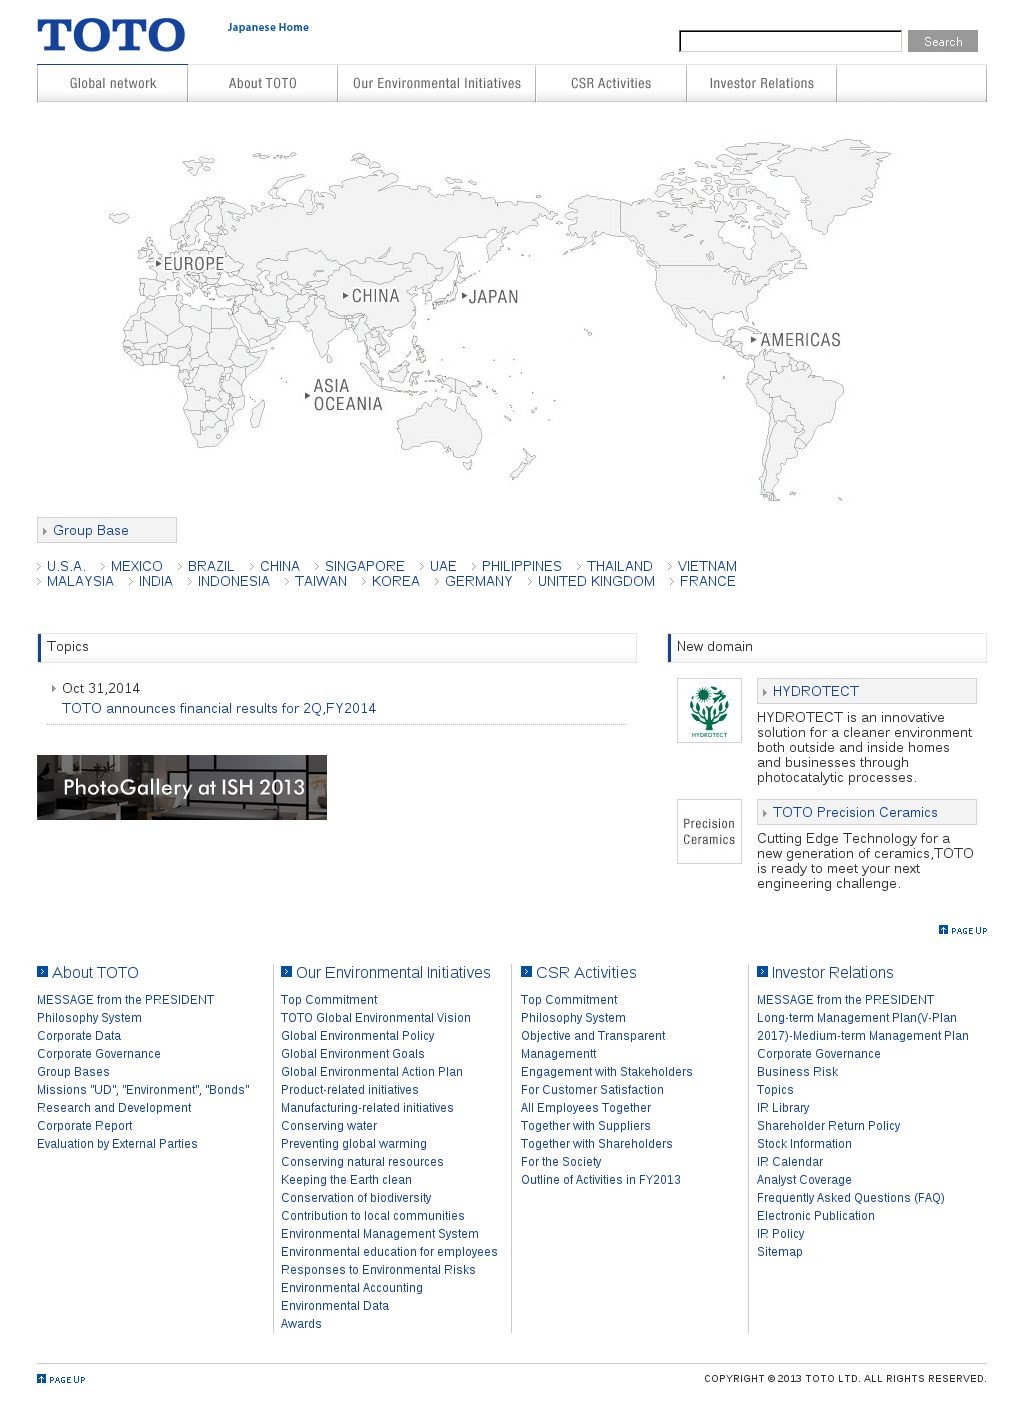 TOTO
Japanese Home
Search
Global network
About TOTO
Our Environmental Initiatives
CSR Activities
Investor Relations
EUROPE
CHINA
JAPAN
AMERICAS
ASIA
OCEANIA
Group Base
U.S.A. MEXICO BRAZIL CHINA SINGAPORE UAE PHILIPPINES THAILAND VIETNAM
MALAYSIA INDIA INDONESIA TAIWAN KOREA GERMANY UNITED KINGDOM FRANCE
Topics
Oct 31,2014
TOTO announces financial results for 2Q,FY2014
PhotoGallery at ISH 2013
New domain
HYDROTECT
HYDROTECT
HYDROTECT is an innovative
solution for a cleaner environment
both outside and inside homes
and businesses through
photocatalytic processes.
Precision
Ceramics
TOTO Precision Ceramics
Cutting Edge Technology for a
new generation of ceramics,TOTO
is ready to meet your next
engineering challenge.
PAGE UP
About TOTO
MESSAGE from the PRESIDENT
Philosophy System
Corporate Data
Corporate Governance
Group Bases
Missions "UD", "Environment", "Bonds"
Research and Development
Corporate Report
Evaluation by External Parties
Our Environmental Initiatives
Top Commitment
TOTO Global Environmental Vision
Global Environmental Policy
Global Environment Goals
Global Environmental Action Plan
Product-related initiatives
Manufacturing-related initiatives
Conserving water
Preventing global warming
Conserving natural resources
Keeping the Earth clean
Conservation of biodiversity
Contribution to local communities
Environmental Management System
Environmental education for employees
Responses to Environmental Risks
Environmental Accounting
Environmental Data
Awards
CSR Activities
Top Commitment
Philosophy System
Objective and Transparent
Managementt
Engagement with Stakeholders
For Customer Satisfaction
All Employees Together
Together with Suppliers
Together with Shareholders
For the Society
Outline of Activities in FY2013
Investor Relations
MESSAGE from the PRESIDENT
Long-term Management Plan(V-Plan
2017)-Medium-term Management Plan
Corporate Governance
Business Risk
Topics
IR Library
Shareholder Return Policy
Stock Information
IR Calendar
Analyst Coverage
Frequently Asked Questions (FAQ)
Electronic Publication
IR Policy
Sitemap
PAGE UP
COPYRIGHT © 2013 TOTO LTD. ALL RIGHTS RESERVED.